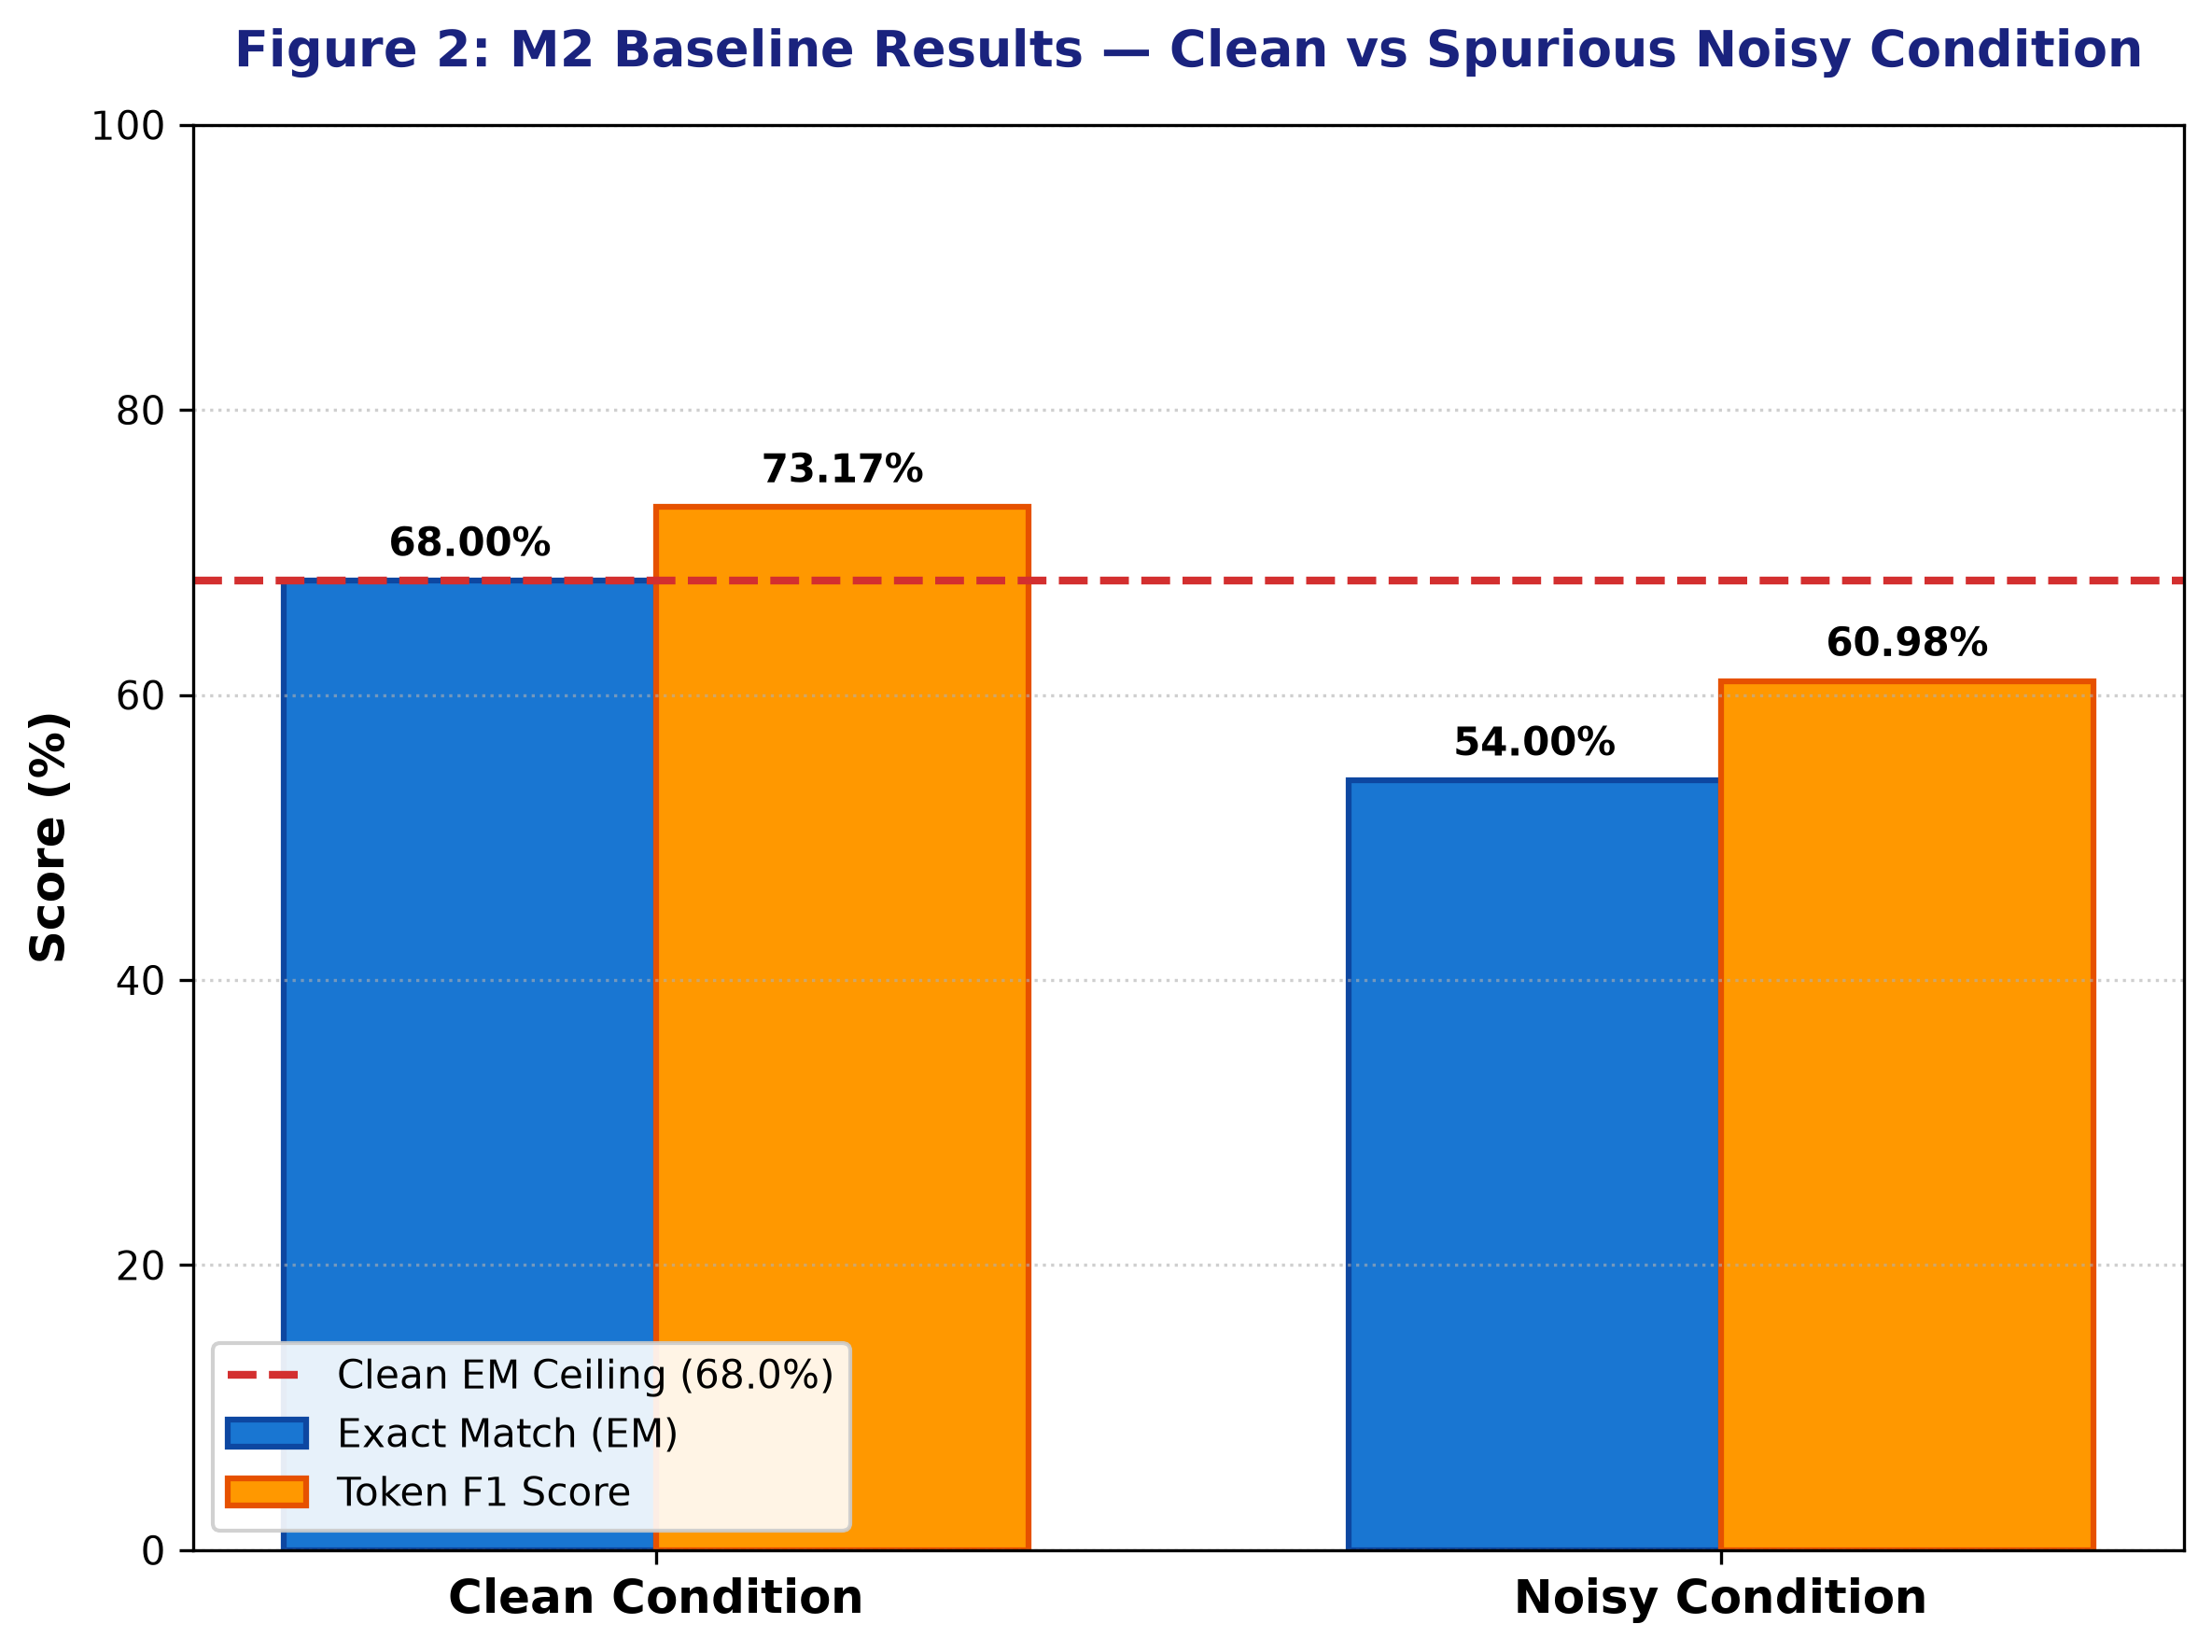 Figure 2: M2 Baseline Results — Clean vs Spurious Noisy Condition
Score (%)
100
80
60
40
20
0
68.00%
73.17%
54.00%
60.98%
Clean EM Ceiling (68.0%)
Exact Match (EM)
Token F1 Score
Clean Condition
Noisy Condition